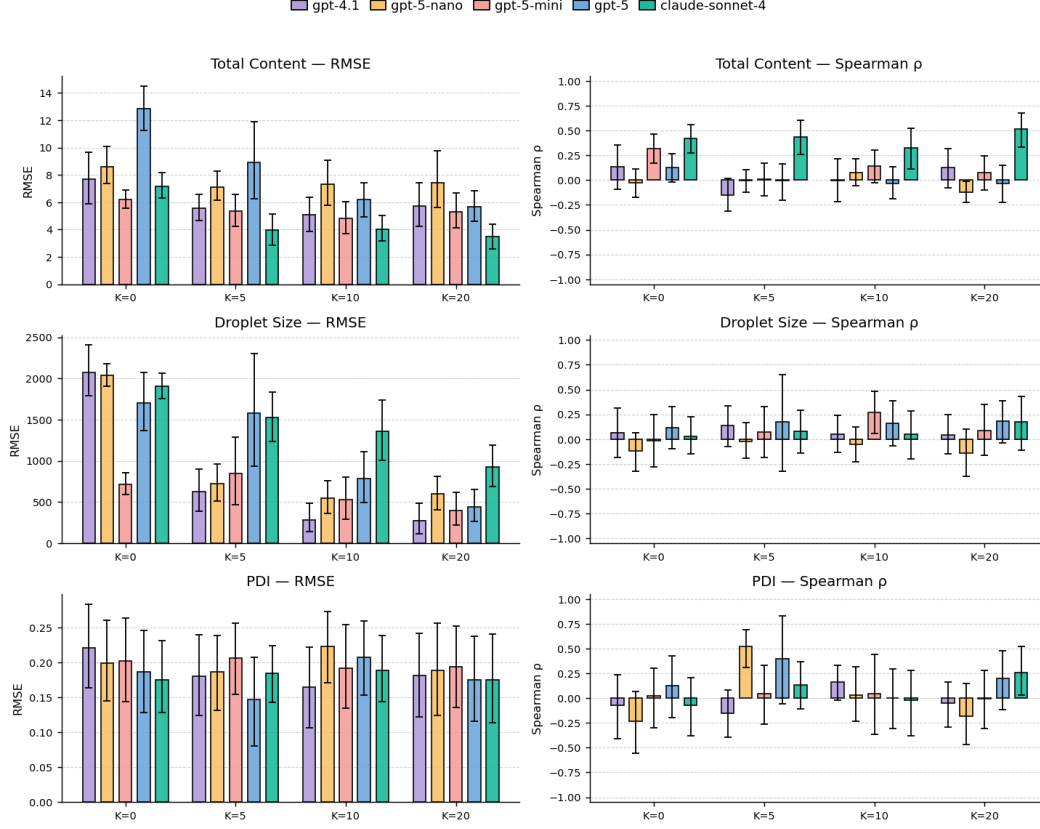 gpt-4.1 gpt-5-nano gpt-5-mini gpt-5 claude-sonnet-4
Total Content — RMSE
RMSE
14
12
10
8
6
4
2
0
K=0 K=5 K=10 K=20
Total Content — Spearman ρ
Spearman ρ
1.00
0.75
0.50
0.25
0.00
−0.25
−0.50
−0.75
−1.00
K=0 K=5 K=10 K=20
Droplet Size — RMSE
RMSE
2500
2000
1500
1000
500
0
K=0 K=5 K=10 K=20
Droplet Size — Spearman ρ
Spearman ρ
1.00
0.75
0.50
0.25
0.00
−0.25
−0.50
−0.75
−1.00
K=0 K=5 K=10 K=20
PDI — RMSE
RMSE
0.25
0.20
0.15
0.10
0.05
0.00
K=0 K=5 K=10 K=20
PDI — Spearman ρ
Spearman ρ
1.00
0.75
0.50
0.25
0.00
−0.25
−0.50
−0.75
−1.00
K=0 K=5 K=10 K=20